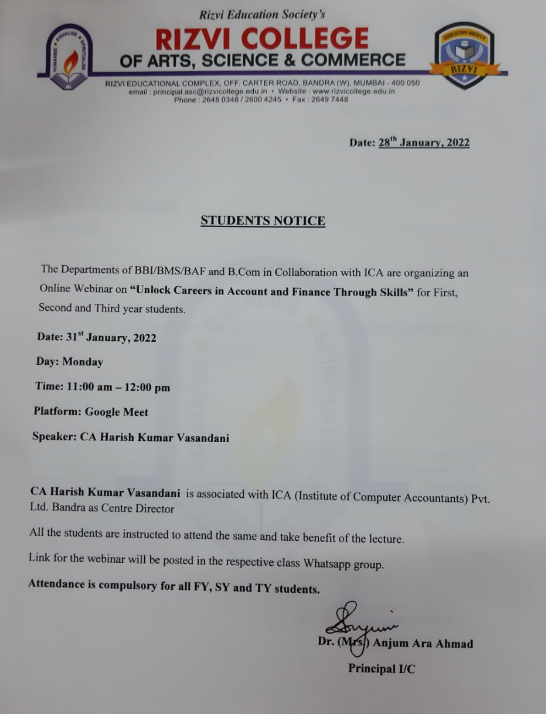 Rizvi Education Society's
RIZVI COLLEGE
OF ARTS, SCIENCE & COMMERCE
RIZVI EDUCATIONAL COMPLEX, OFF. CARTER ROAD, BANDRA (W), MUMBAI - 400 050
email : principal.asc@rizvicollege.edu.in • Website : www.rizvicollege.edu.in
Phone : 2648 0348 / 2600 4245 • Fax : 2649 7448
RIZVI
Date: 28th January, 2022
STUDENTS NOTICE
The Departments of BBI/BMS/BAF and B.Com in Collaboration with ICA are organizing an
Online Webinar on “Unlock Careers in Account and Finance Through Skills” for First,
Second and Third year students.
Date: 31st January, 2022
Day: Monday
Time: 11:00 am – 12:00 pm
Platform: Google Meet
Speaker: CA Harish Kumar Vasandani
CA Harish Kumar Vasandani is associated with ICA (Institute of Computer Accountants) Pvt.
Ltd. Bandra as Centre Director
All the students are instructed to attend the same and take benefit of the lecture.
Link for the webinar will be posted in the respective class Whatsapp group.
Attendance is compulsory for all FY, SY and TY students.
Dr. (Mrs.) Anjum Ara Ahmad
Principal I/C